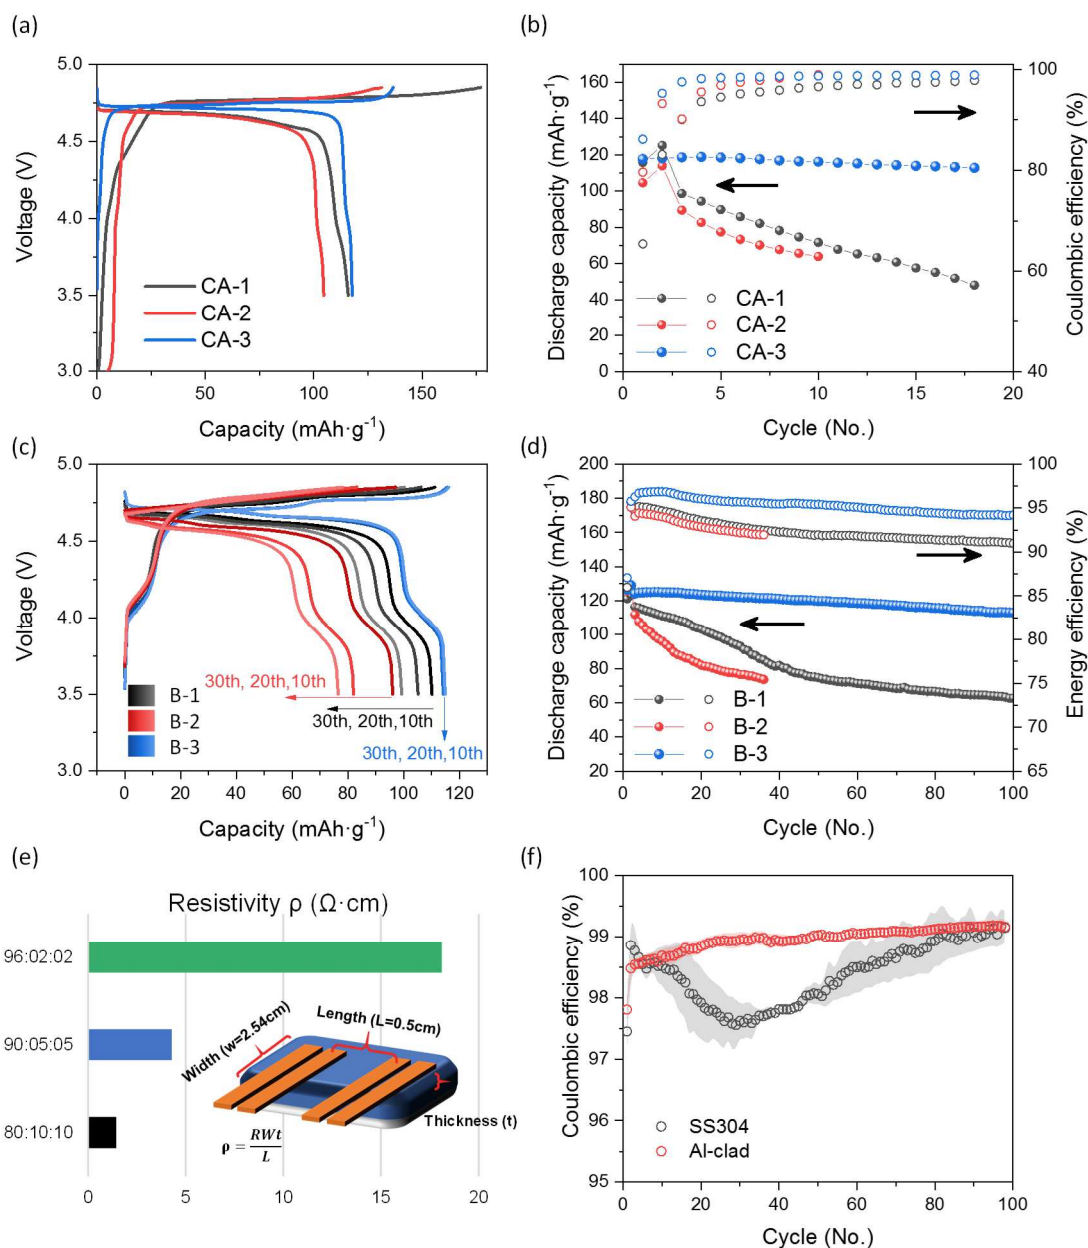 (a)
5.0
4.5
4.0
3.5
3.0
Voltage (V)
CA-1
CA-2
CA-3
0
50
100
150
Capacity (mAh·g-1)
(b)
160
140
120
100
80
60
40
20
0
Discharge capacity (mAh·g-1)
CA-1
CA-2
CA-3
100
80
60
40
Coulombic efficiency (%)
0
5
10
15
20
Cycle (No.)
(c)
5.0
4.5
4.0
3.5
3.0
Voltage (V)
30th, 20th,10th
30th, 20th,10th
30th, 20th,10th
B-1
B-2
B-3
0
20
40
60
80
100
120
Capacity (mAh·g-1)
(d)
200
180
160
140
120
100
80
60
40
20
Discharge capacity (mAh·g-1)
B-1
B-2
B-3
100
95
90
85
80
75
70
65
Energy efficiency (%)
0
20
40
60
80
100
Cycle (No.)
(e)
Resistivity ρ (Ω·cm)
96:02:02
90:05:05
80:10:10
Width (w=2.54cm)
Length (L=0.5cm)
Thickness (t)
ρ = RWt/L
0
5
10
15
20
(f)
100
99
98
97
96
95
Coulombic efficiency (%)
SS304
Al-clad
0
20
40
60
80
100
Cycle (No.)